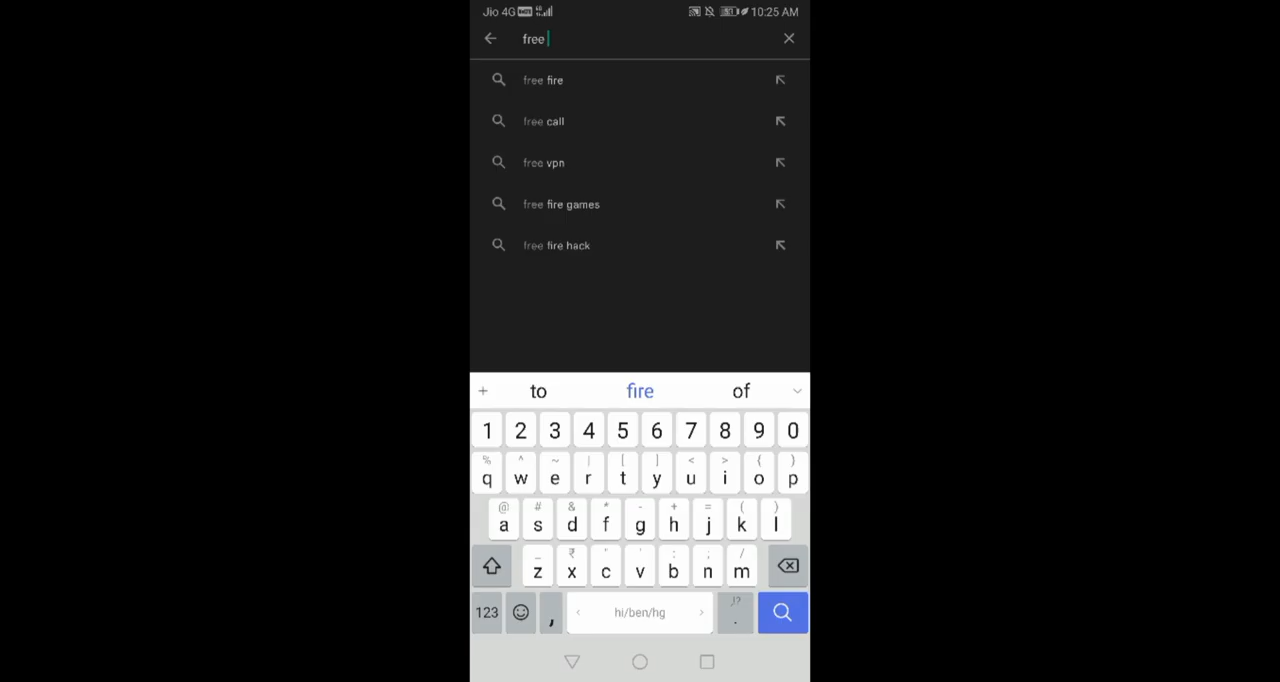 Jio 4G VoLTE 10:25 AM
free
free fire
free call
free vpn
free fire games
free fire hack
+ to fire of
1 2 3 4 5 6 7 8 9 0
% ^ ~ | [ ] < > { }
q w e r t y u i o p
@ # & * - + = ( )
a s d f g h j k l
_ ₹ " ' : ; /
z x c v b n m
,!?
123 , < hi/ben/hg > .